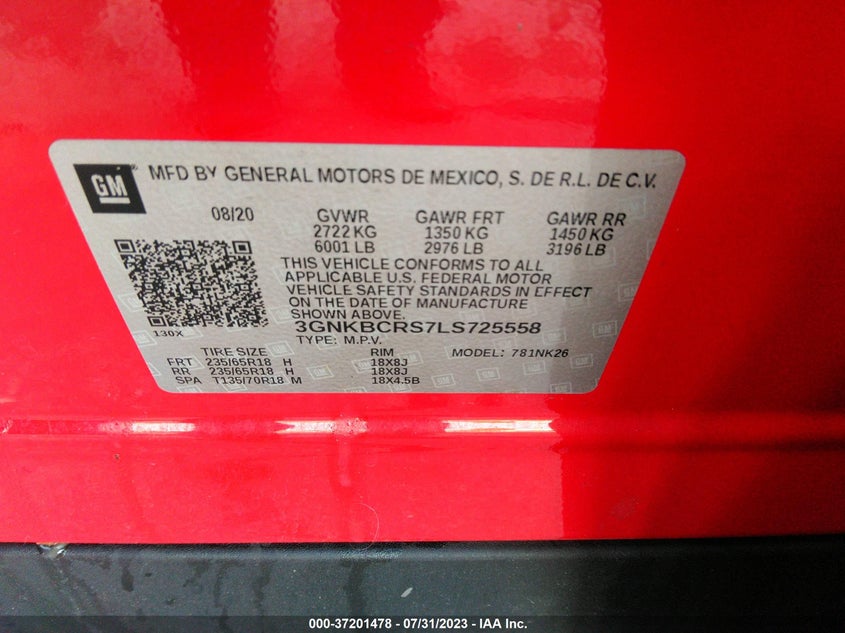 GM
MFD BY GENERAL MOTORS DE MEXICO, S. DE R.L. DE C.V.
08/20 GVWR GAWR FRT GAWR RR
2722 KG 1350 KG 1450 KG
6001 LB 2976 LB 3196 LB
THIS VEHICLE CONFORMS TO ALL
APPLICABLE U.S. FEDERAL MOTOR
VEHICLE SAFETY STANDARDS IN EFFECT
ON THE DATE OF MANUFACTURE
SHOWN ABOVE.
130X 3GNKBCRS7LS725558
TYPE: M.P.V. MODEL: 781NK26
TIRE SIZE RIM
FRT 235/65R18 H 18X8J
RR 235/65R18 H 18X8J
SPA T135/70R18 M 18X4.5B
000-37201478 - 07/31/2023 - IAA Inc.